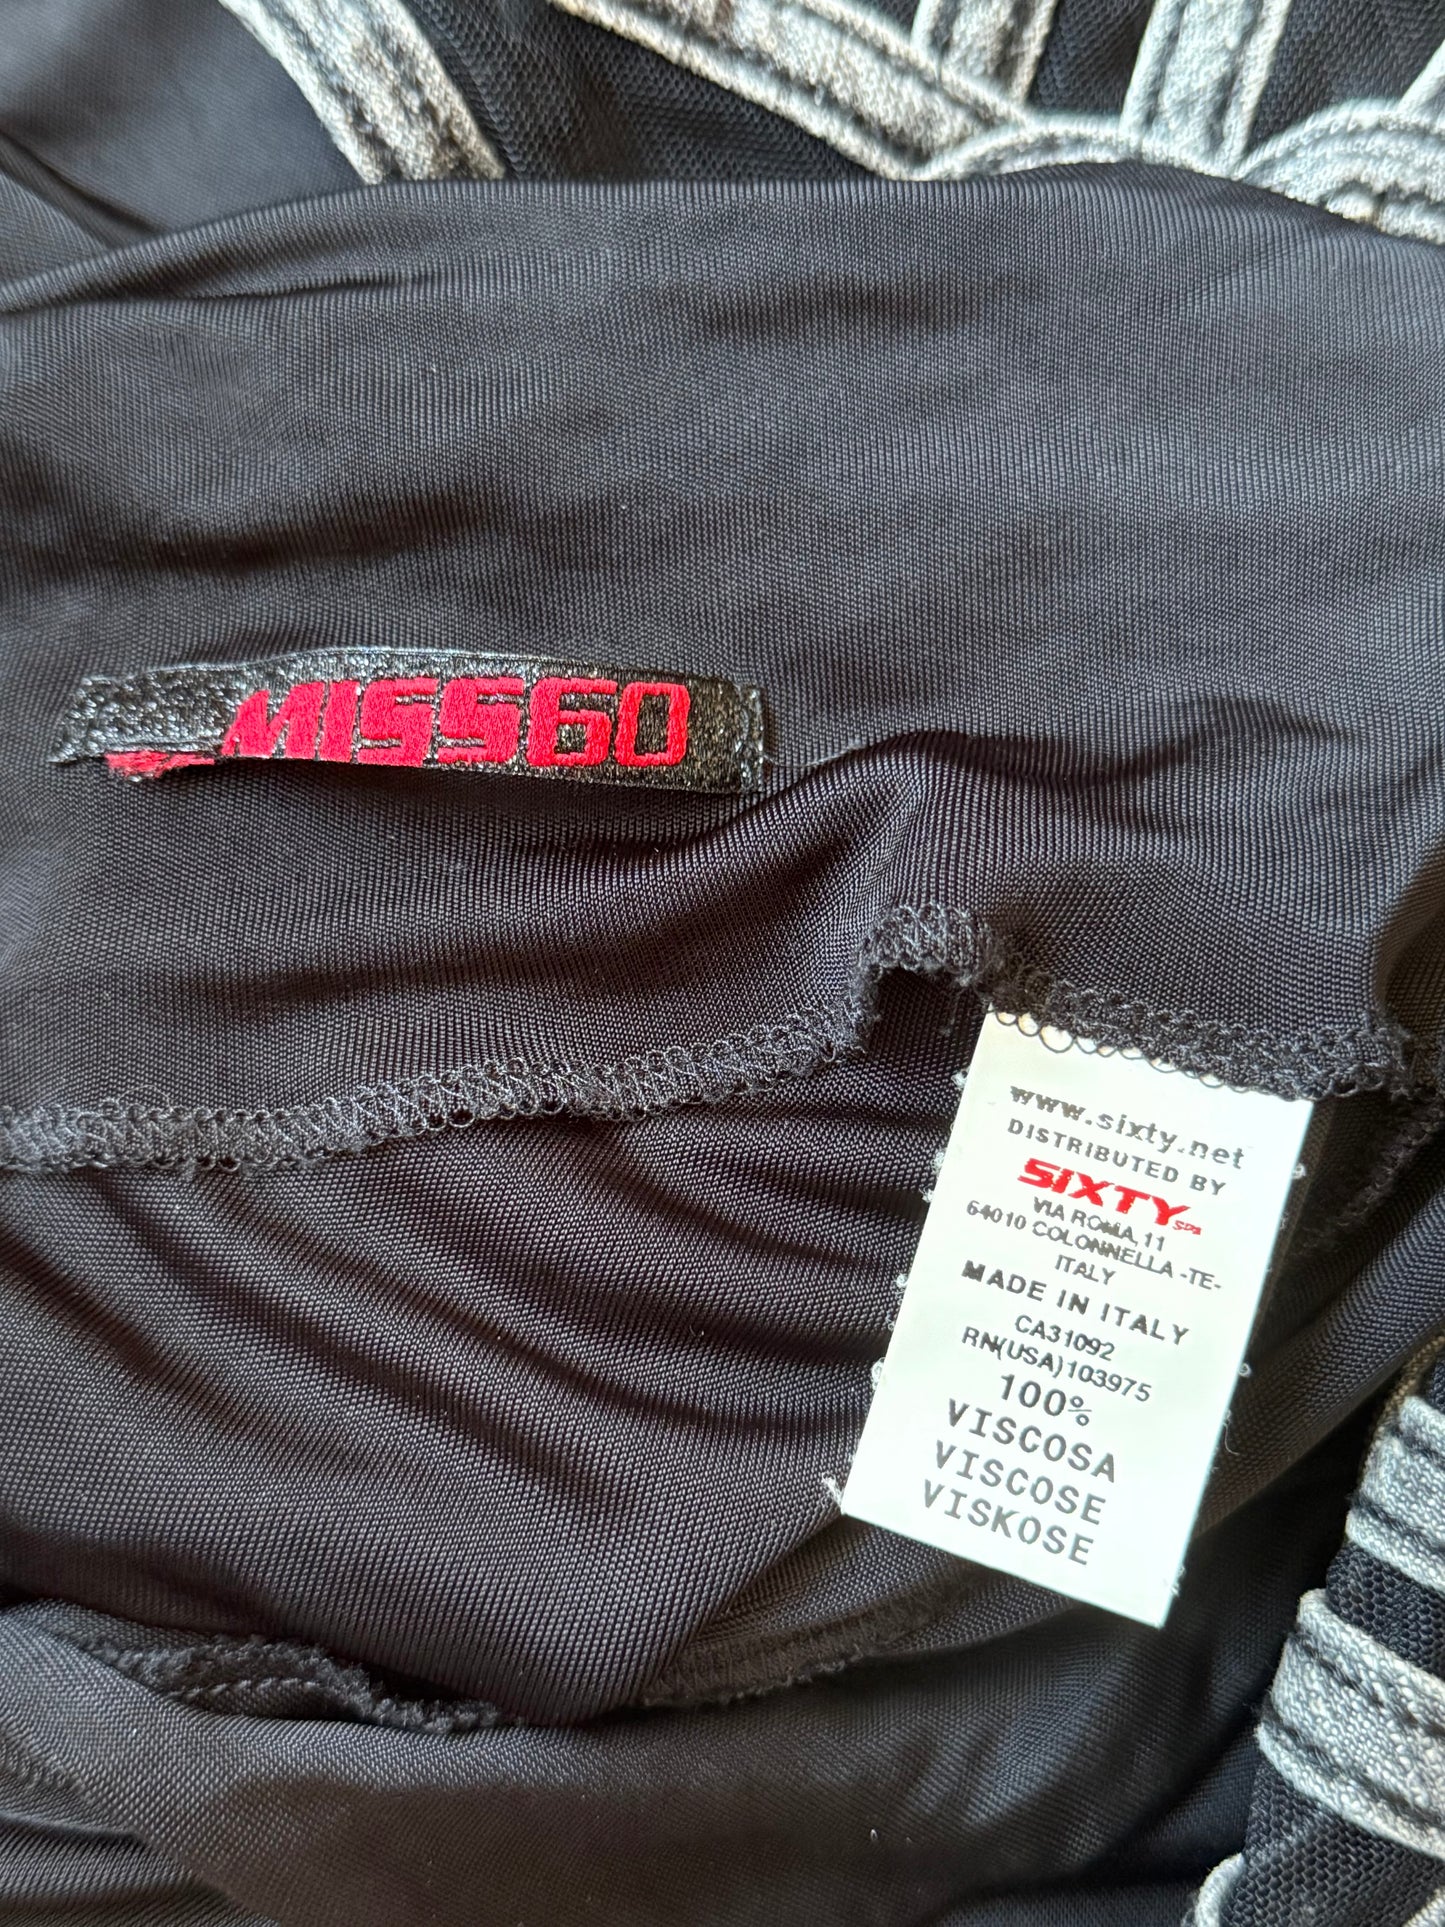 MISS60
www.sixty.net
DISTRIBUTED BY
SIXTY SPA
VIA ROMA,11
64010 COLONNELLA -TE-
ITALY
MADE IN ITALY
CA31092
RN(USA)103975
100%
VISCOSA
VISCOSE
VISKOSE